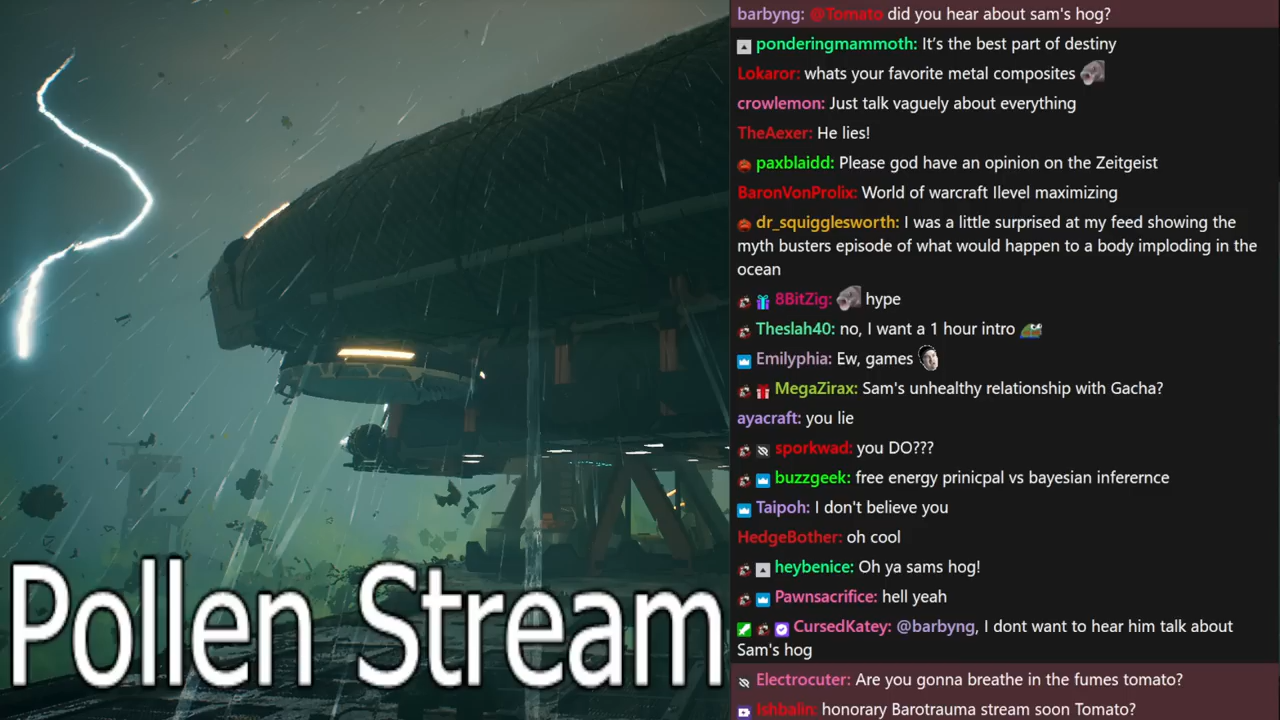 barbyng: @Tomato did you hear about sam's hog?
ponderingmammoth: It's the best part of destiny
Lokaror: whats your favorite metal composites
crowlemon: Just talk vaguely about everything
TheAexer: He lies!
paxblaidd: Please god have an opinion on the Zeitgeist
BaronVonProlix: World of warcraft Ilevel maximizing
dr_squigglesworth: I was a little surprised at my feed showing the
myth busters episode of what would happen to a body imploding in the
ocean
8BitZig: hype
Theslah40: no, I want a 1 hour intro
Emilyphia: Ew, games
MegaZirax: Sam's unhealthy relationship with Gacha?
ayacraft: you lie
sporkwad: you DO???
buzzgeek: free energy prinicpal vs bayesian inferernce
Taipoh: I don't believe you
HedgeBother: oh cool
heybenice: Oh ya sams hog!
Pawnsacrifice: hell yeah
CursedKatey: @barbyng, I dont want to hear him talk about
Sam's hog
Electrocuter: Are you gonna breathe in the fumes tomato?
Ishbalin: honorary Barotrauma stream soon Tomato?
Pollen Stream